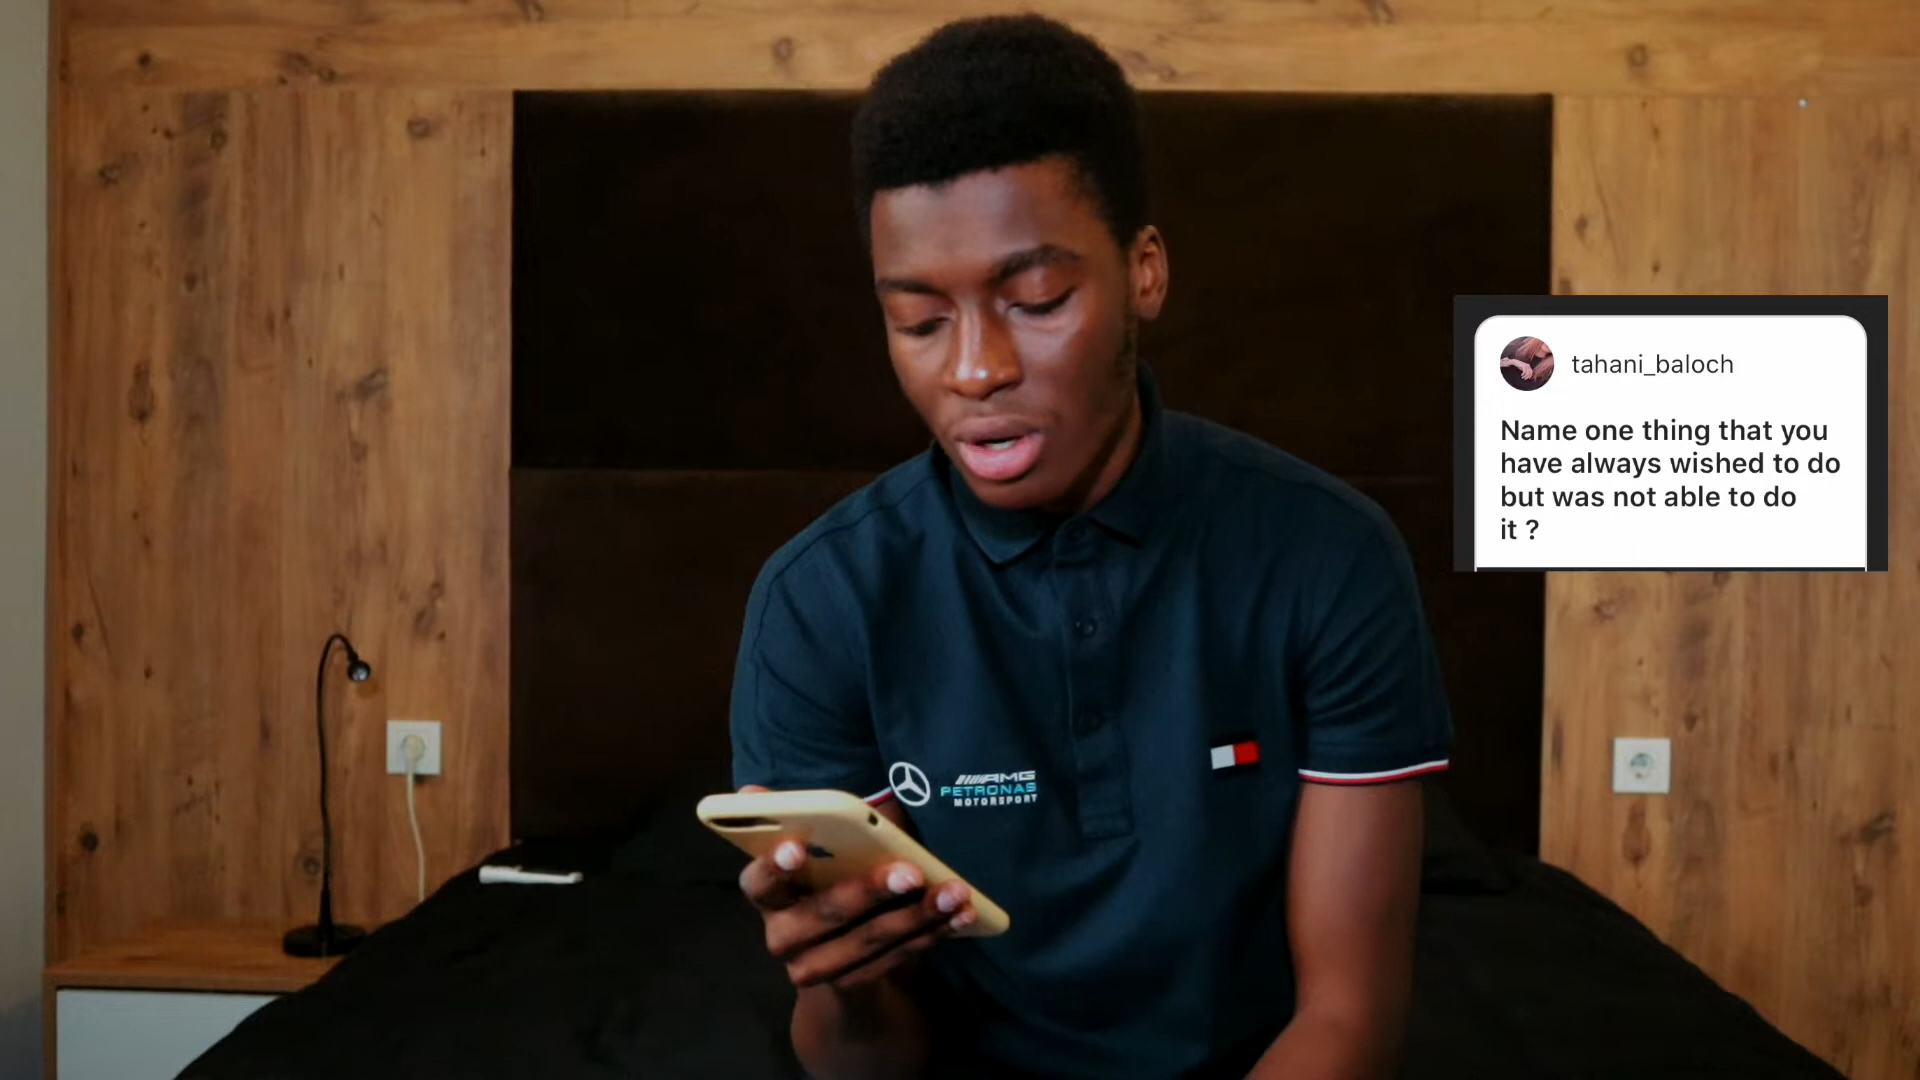 tahani_baloch
Name one thing that you
have always wished to do
but was not able to do
it ?
AMG
PETRONAS
MOTORSPORT